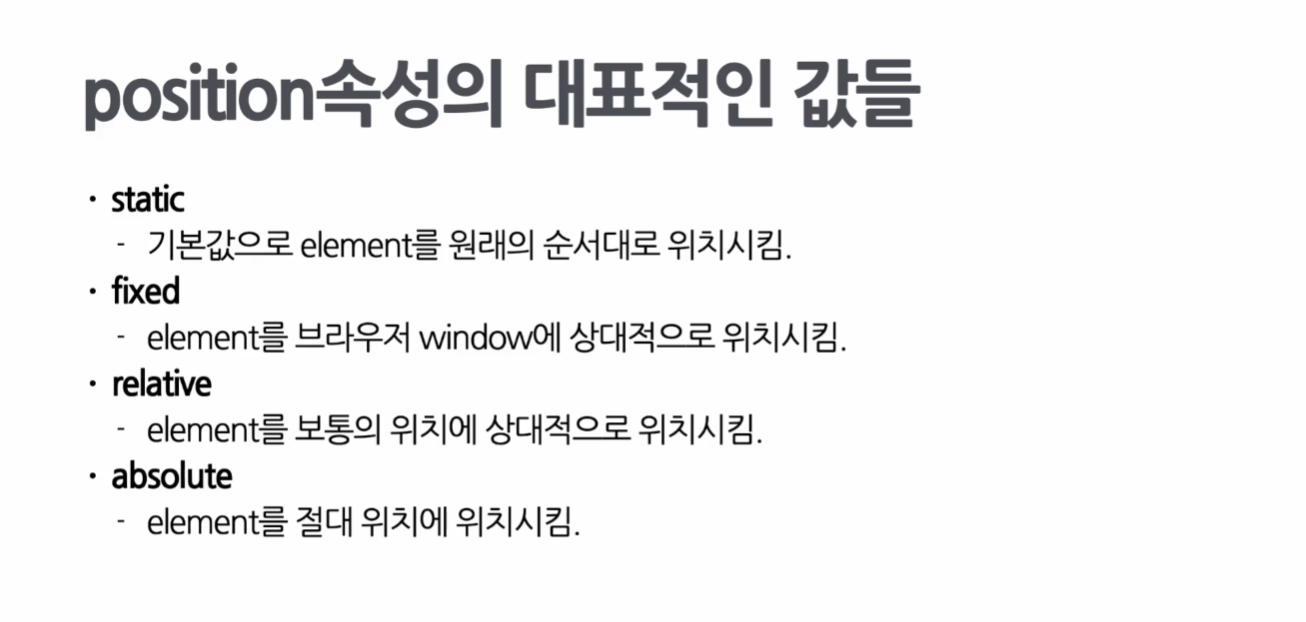 position속성의 대표적인 값들
· static
- 기본값으로 element를 원래의 순서대로 위치시킴.
· fixed
- element를 브라우저 window에 상대적으로 위치시킴.
· relative
- element를 보통의 위치에 상대적으로 위치시킴.
· absolute
- element를 절대 위치에 위치시킴.